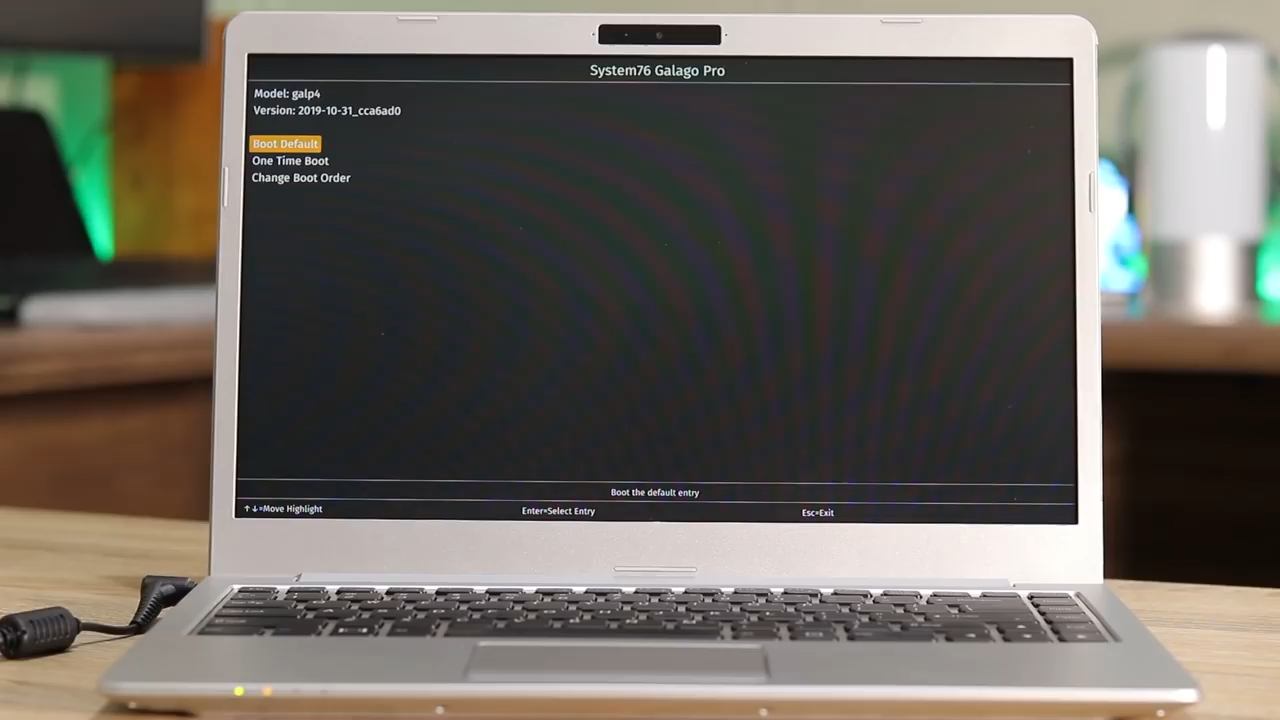 System76 Galago Pro
Model: galp4
Version: 2019-10-31_cca6ad0
Boot Default
One Time Boot
Change Boot Order
Boot the default entry
↑↓=Move Highlight
Enter=Select Entry
Esc=Exit